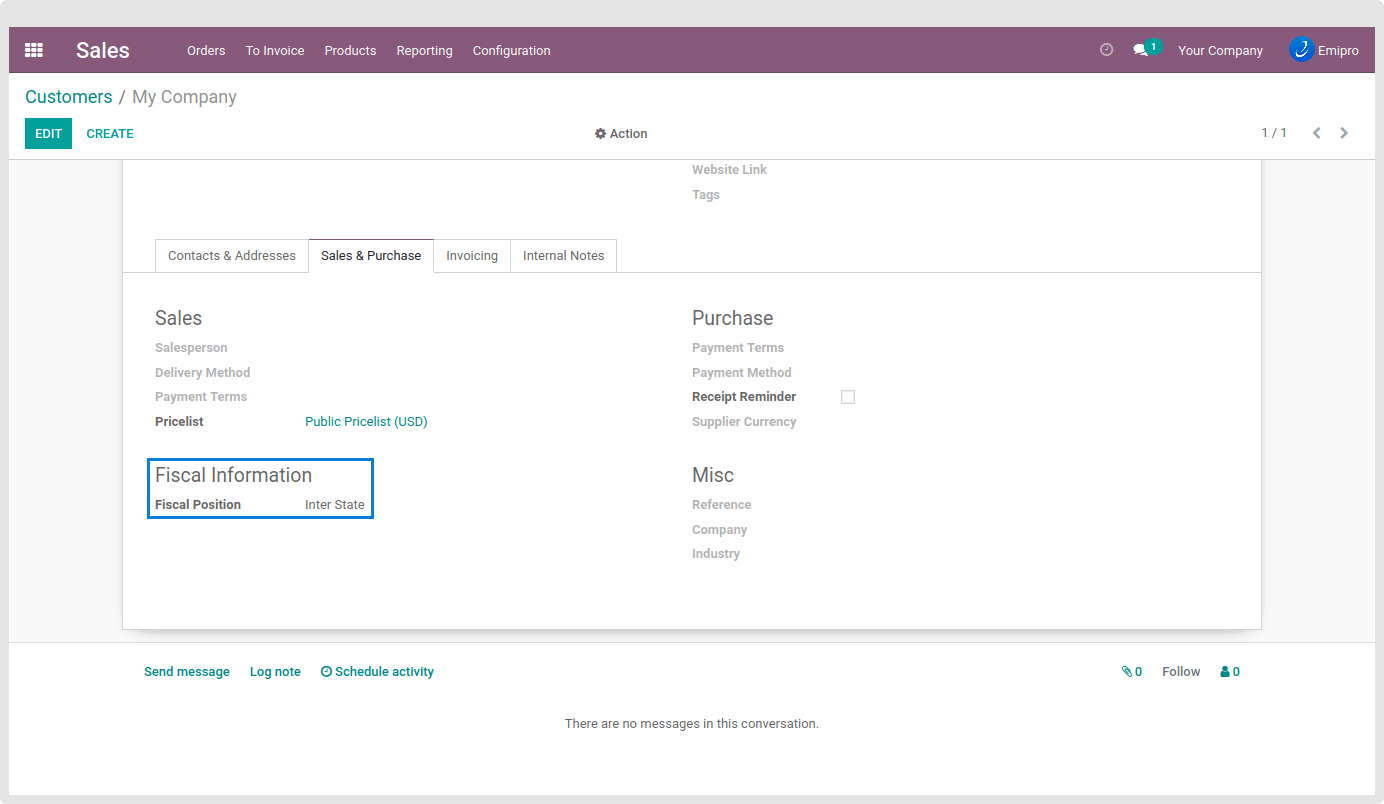 Sales Orders To Invoice Products Reporting Configuration 1 Your Company Emipro
Customers / My Company
EDIT CREATE Action 1 / 1
Website Link
Tags
Contacts & Addresses Sales & Purchase Invoicing Internal Notes
Sales
Salesperson
Delivery Method
Payment Terms
Pricelist Public Pricelist (USD)
Purchase
Payment Terms
Payment Method
Receipt Reminder
Supplier Currency
Fiscal Information
Fiscal Position Inter State
Misc
Reference
Company
Industry
Send message Log note Schedule activity 0 Follow 0
There are no messages in this conversation.